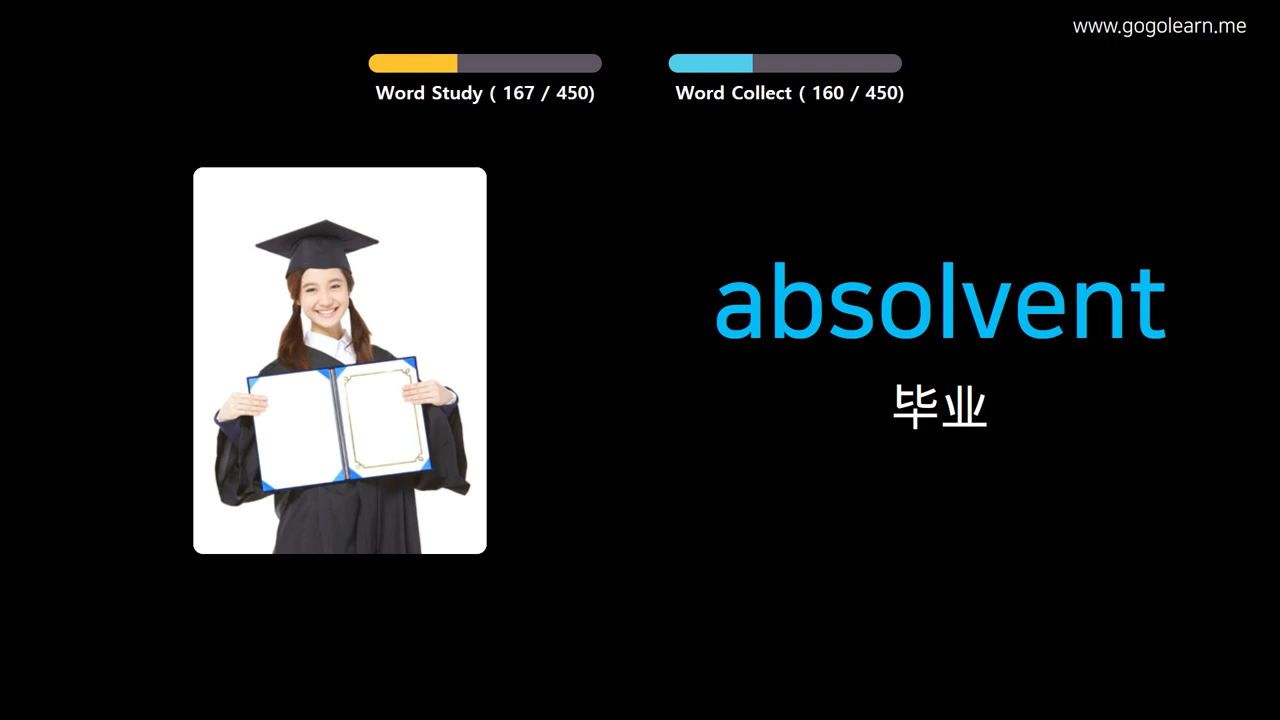 www.gogolearn.me
Word Study ( 167 / 450)
Word Collect ( 160 / 450)
absolvent
毕业